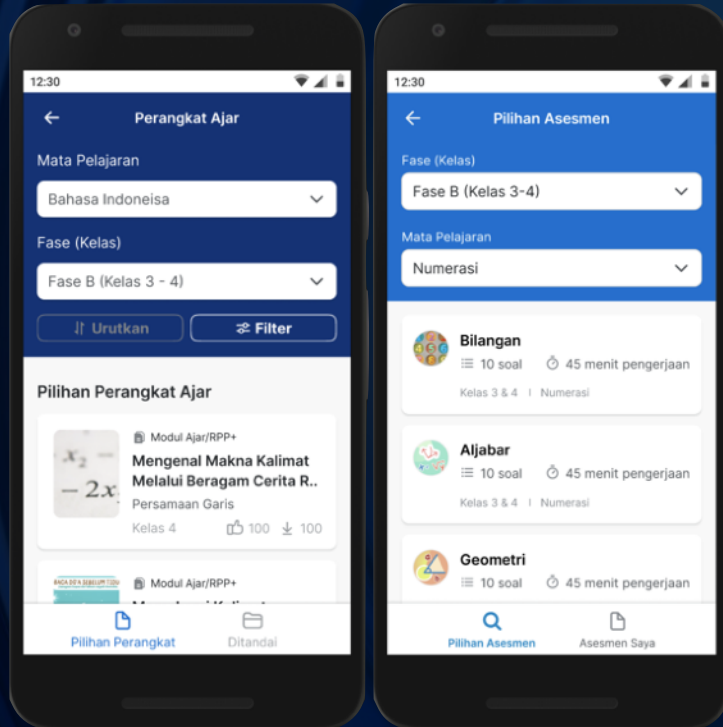 12:30
Perangkat Ajar
Mata Pelajaran
Bahasa Indoneisa
Fase (Kelas)
Fase B (Kelas 3 - 4)
Urutkan
Filter
Pilihan Perangkat Ajar
Modul Ajar/RPP+
Mengenal Makna Kalimat
Melalui Beragam Cerita R..
Persamaan Garis
Kelas 4
100
100
x₂ −
− 2x
Modul Ajar/RPP+
Pilihan Perangkat
Ditandai
12:30
Pilihan Asesmen
Fase (Kelas)
Fase B (Kelas 3-4)
Mata Pelajaran
Numerasi
Bilangan
10 soal
45 menit pengerjaan
Kelas 3 & 4 | Numerasi
Aljabar
10 soal
45 menit pengerjaan
Kelas 3 & 4 | Numerasi
Geometri
10 soal
45 menit pengerjaan
Pilihan Asesmen
Asesmen Saya